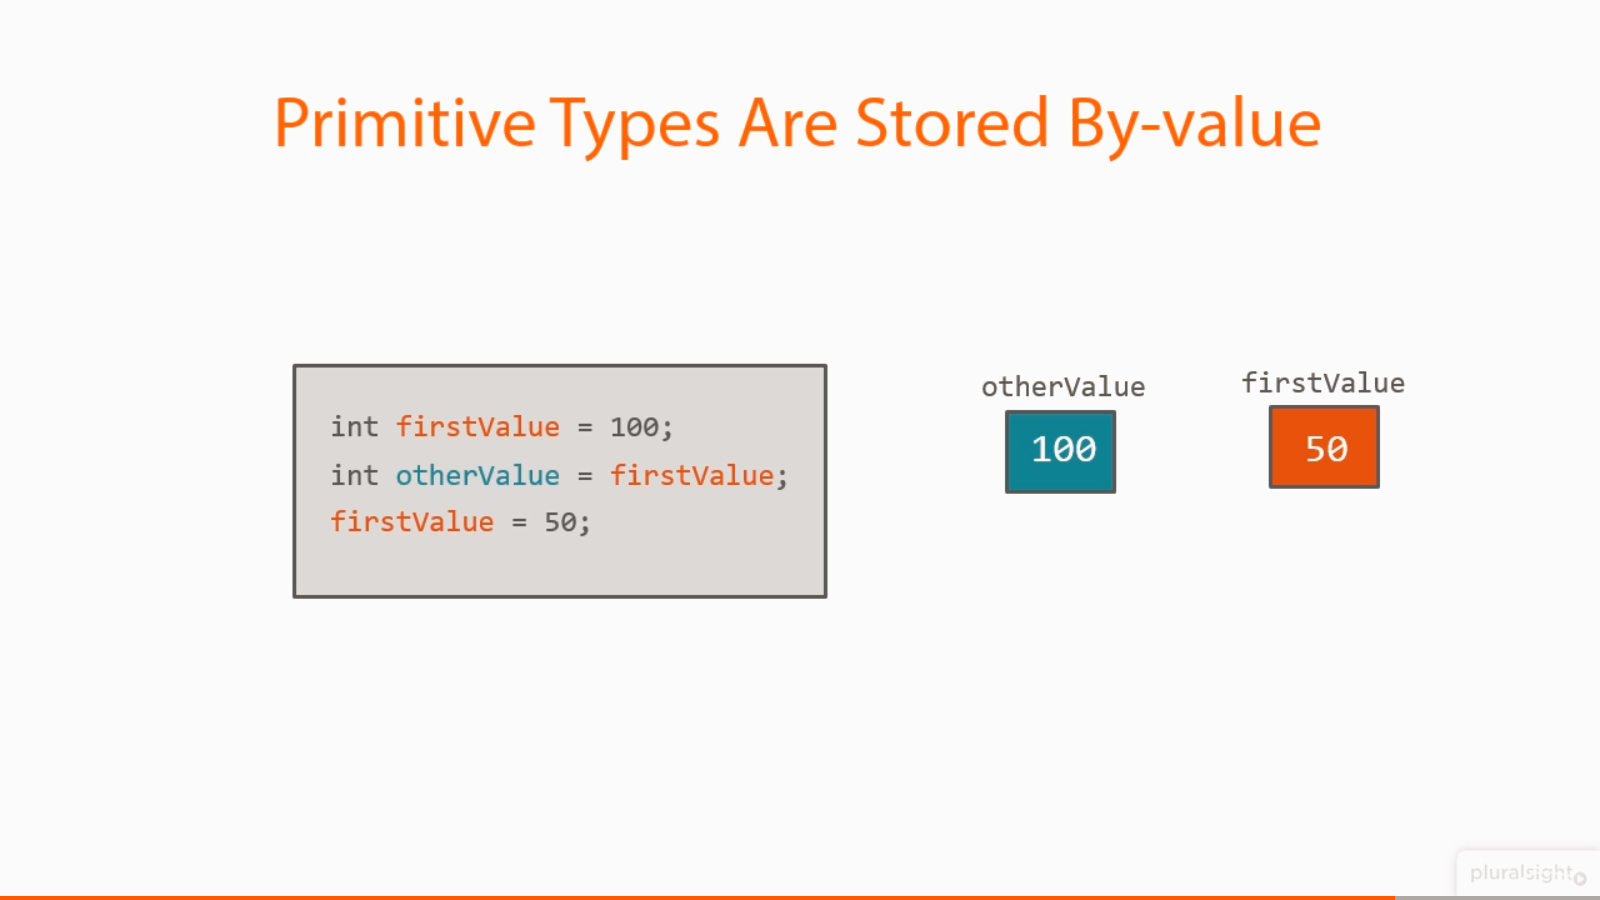 Primitive Types Are Stored By-value
int firstValue = 100;
int otherValue = firstValue;
firstValue = 50;
otherValue
100
firstValue
50
pluralsight